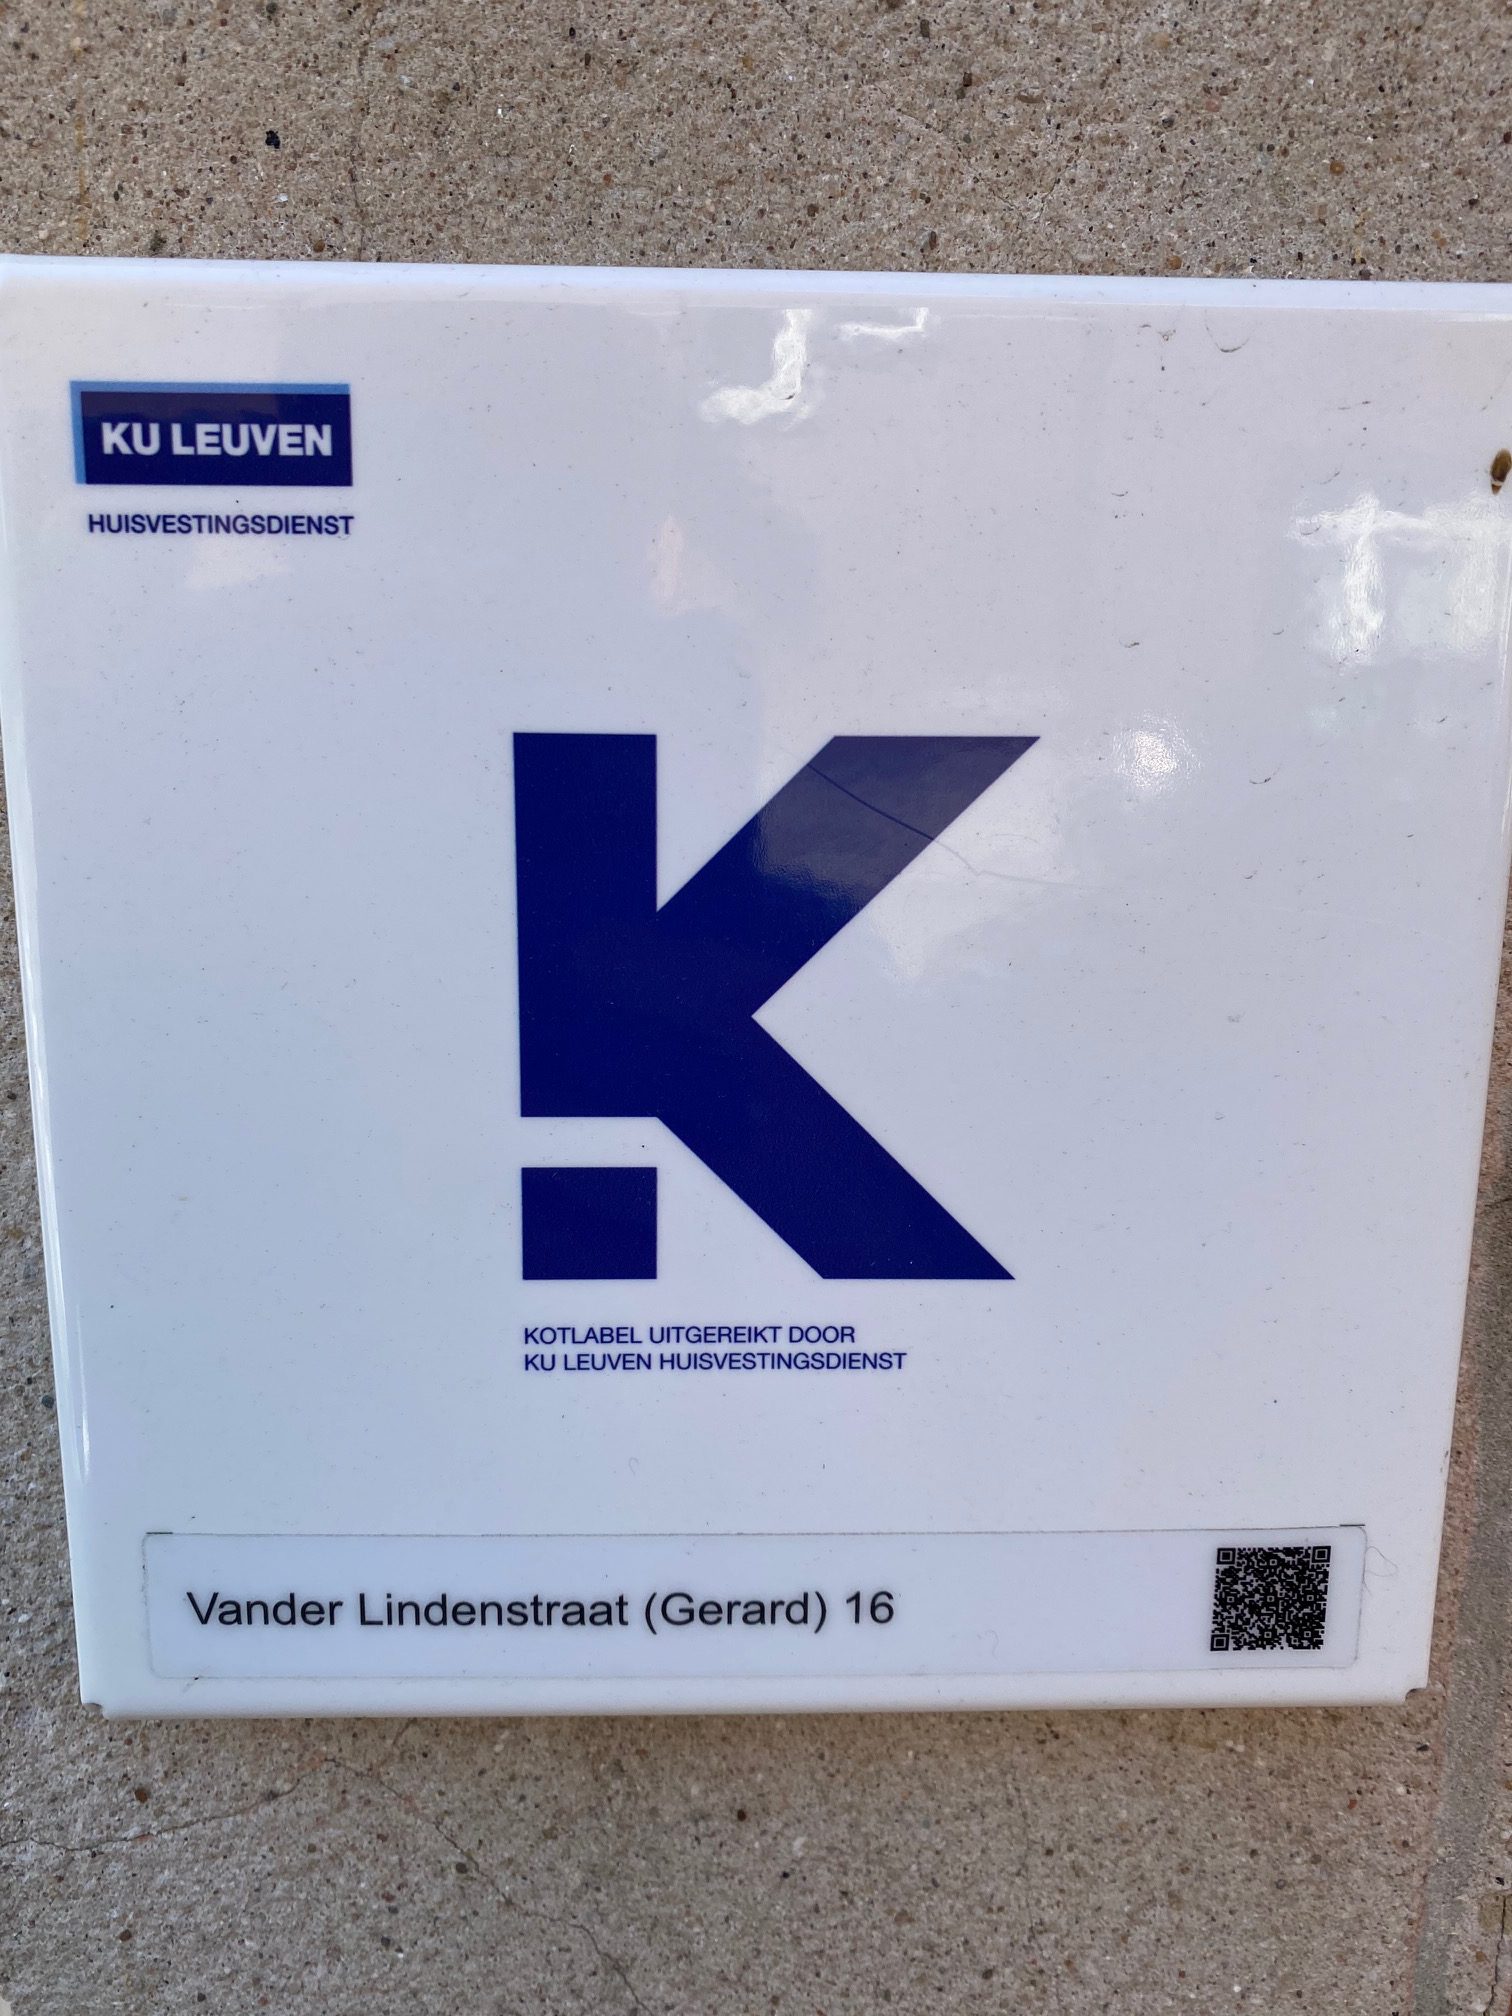 KU LEUVEN
HUISVESTINGSDIENST
K
KOTLABEL UITGEREIKT DOOR
KU LEUVEN HUISVESTINGSDIENST
Vander Lindenstraat (Gerard) 16